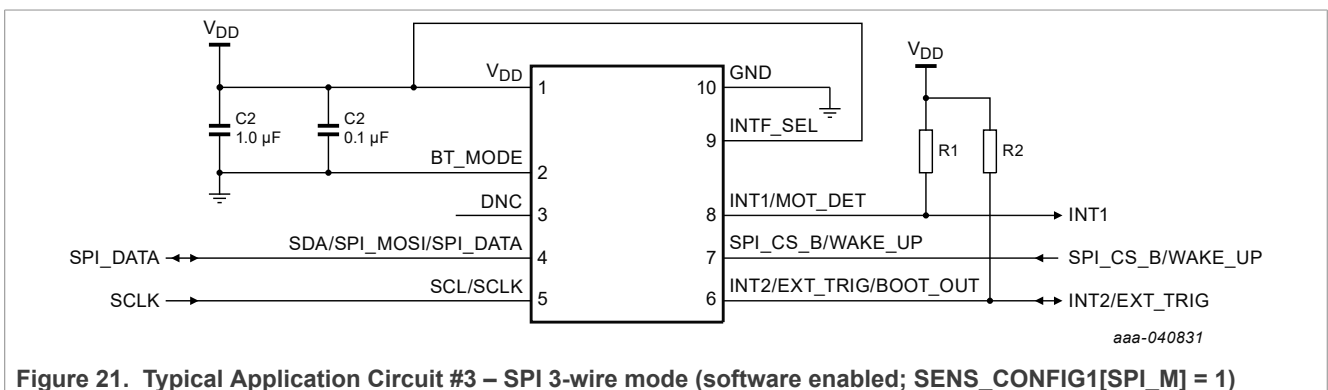 VDD
VDD
VDD
1
10
GND
C2
1.0 µF
C2
0.1 µF
INTF_SEL
9
R1
R2
BT_MODE
2
DNC
3
INT1/MOT_DET
8
INT1
SPI_DATA
SDA/SPI_MOSI/SPI_DATA
4
SPI_CS_B/WAKE_UP
7
SPI_CS_B/WAKE_UP
SCLK
SCL/SCLK
5
INT2/EXT_TRIG/BOOT_OUT
6
INT2/EXT_TRIG
aaa-040831
Figure 21. Typical Application Circuit #3 – SPI 3-wire mode (software enabled; SENS_CONFIG1[SPI_M] = 1)